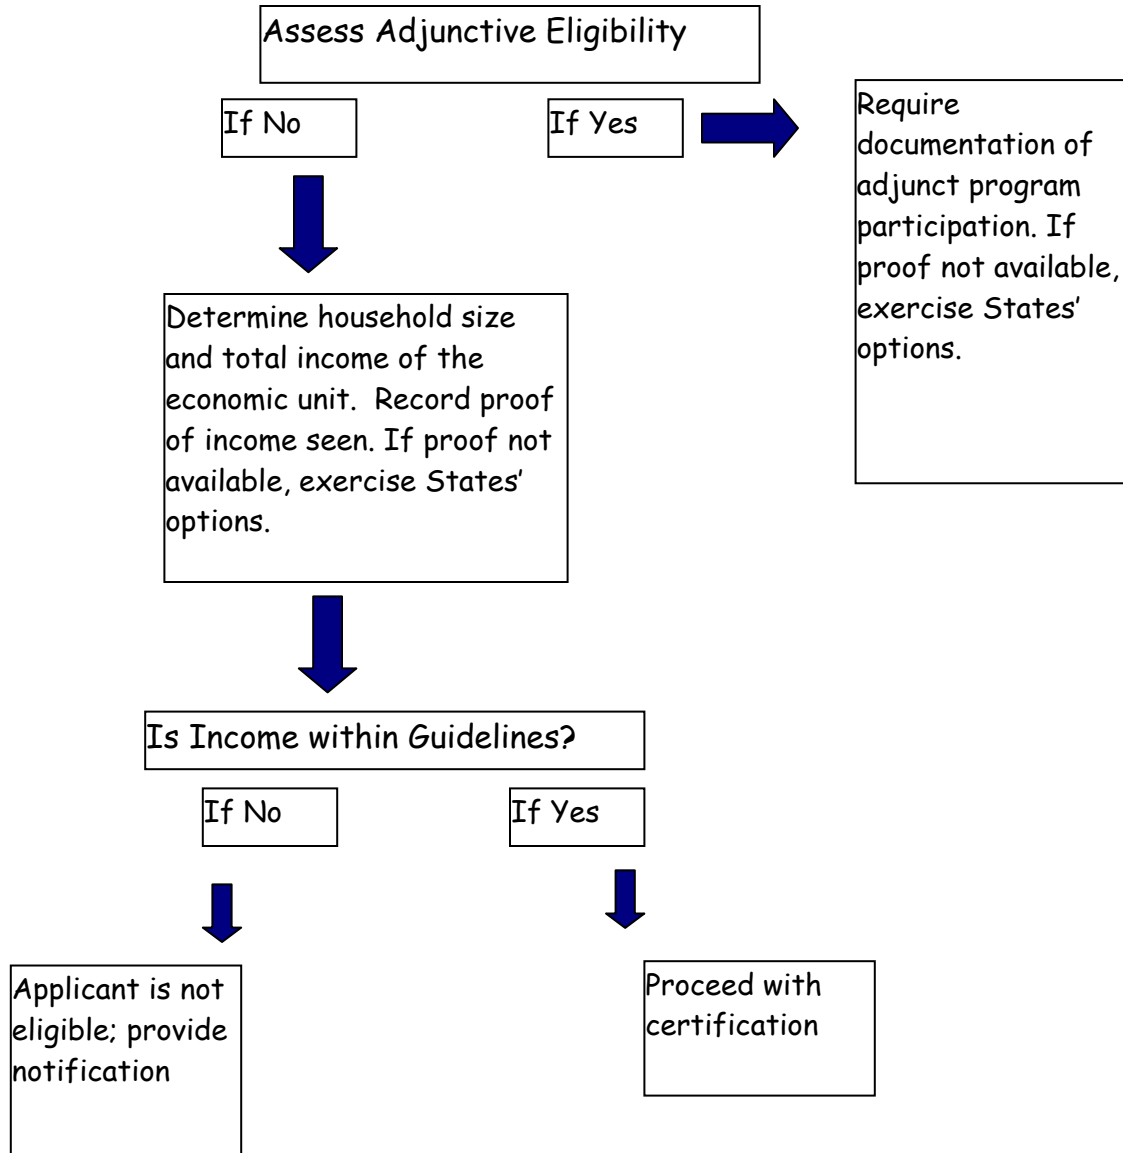 Assess Adjunctive Eligibility
If No
If Yes
Require
documentation of
adjunct program
participation. If
proof not available,
exercise States’
options.
Determine household size
and total income of the
economic unit.  Record proof
of income seen. If proof not
available, exercise States’
options.
Is Income within Guidelines?
If No
If Yes
Applicant is not
eligible; provide
notification
Proceed with
certification